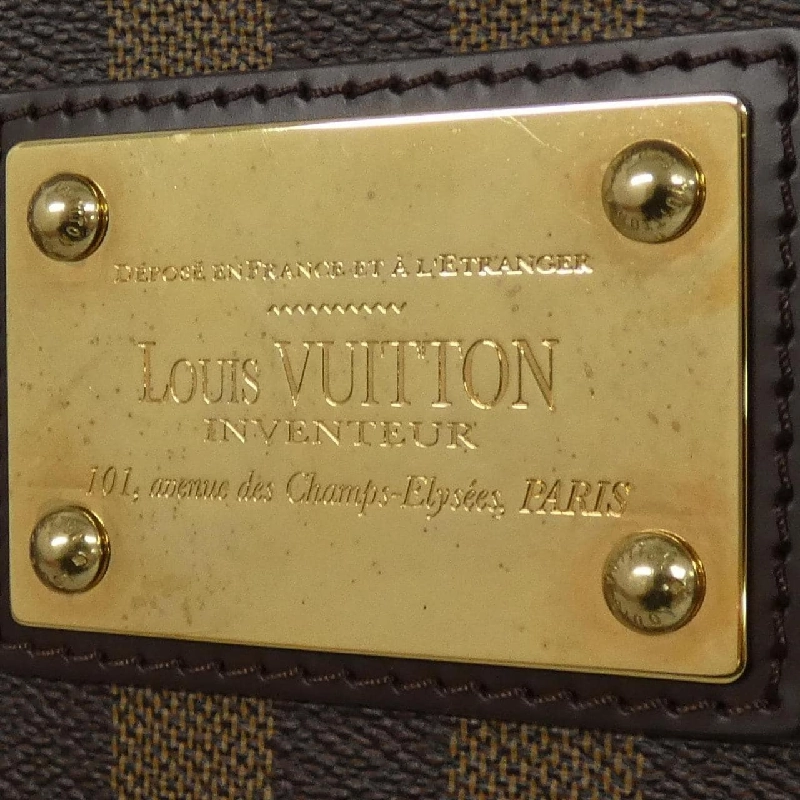 DÉPOSÉ EN FRANCE ET À L'ÉTRANGER
LOUIS VUITTON
INVENTEUR
101, avenue des Champs-Elysées, PARIS